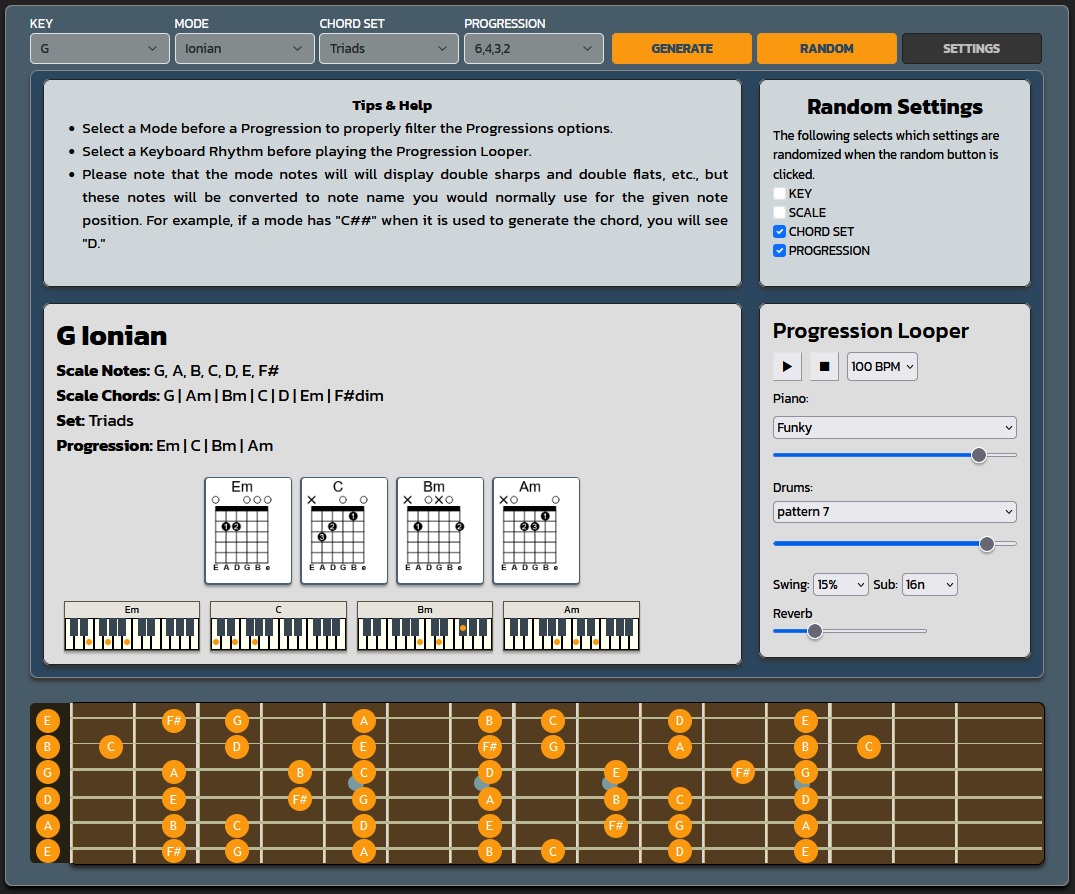 KEY MODE CHORD SET PROGRESSION
G Ionian Triads 6,4,3,2 GENERATE RANDOM SETTINGS
Tips & Help
• Select a Mode before a Progression to properly filter the Progressions options.
• Select a Keyboard Rhythm before playing the Progression Looper.
• Please note that the mode notes will will display double sharps and double flats, etc., but
these notes will be converted to note name you would normally use for the given note
position. For example, if a mode has "C##" when it is used to generate the chord, you will see
"D."
Random Settings
The following selects which settings are
randomized when the random button is
clicked.
KEY
SCALE
CHORD SET
PROGRESSION
G Ionian
Scale Notes: G, A, B, C, D, E, F#
Scale Chords: G | Am | Bm | C | D | Em | F#dim
Set: Triads
Progression: Em | C | Bm | Am
Em C Bm Am
1 2 1 2 3 1 2 1 2 3
E A D G B e E A D G B e E A D G B e E A D G B e
Em C Bm Am
Progression Looper
100 BPM
Piano:
Funky
Drums:
pattern 7
Swing: 15% Sub: 16n
Reverb
E F# G A B C D E
B C D E F# G A B C
G A B C D E F# G
D E F# G A B C D
A B C D E F# G A
E F# G A B C D E